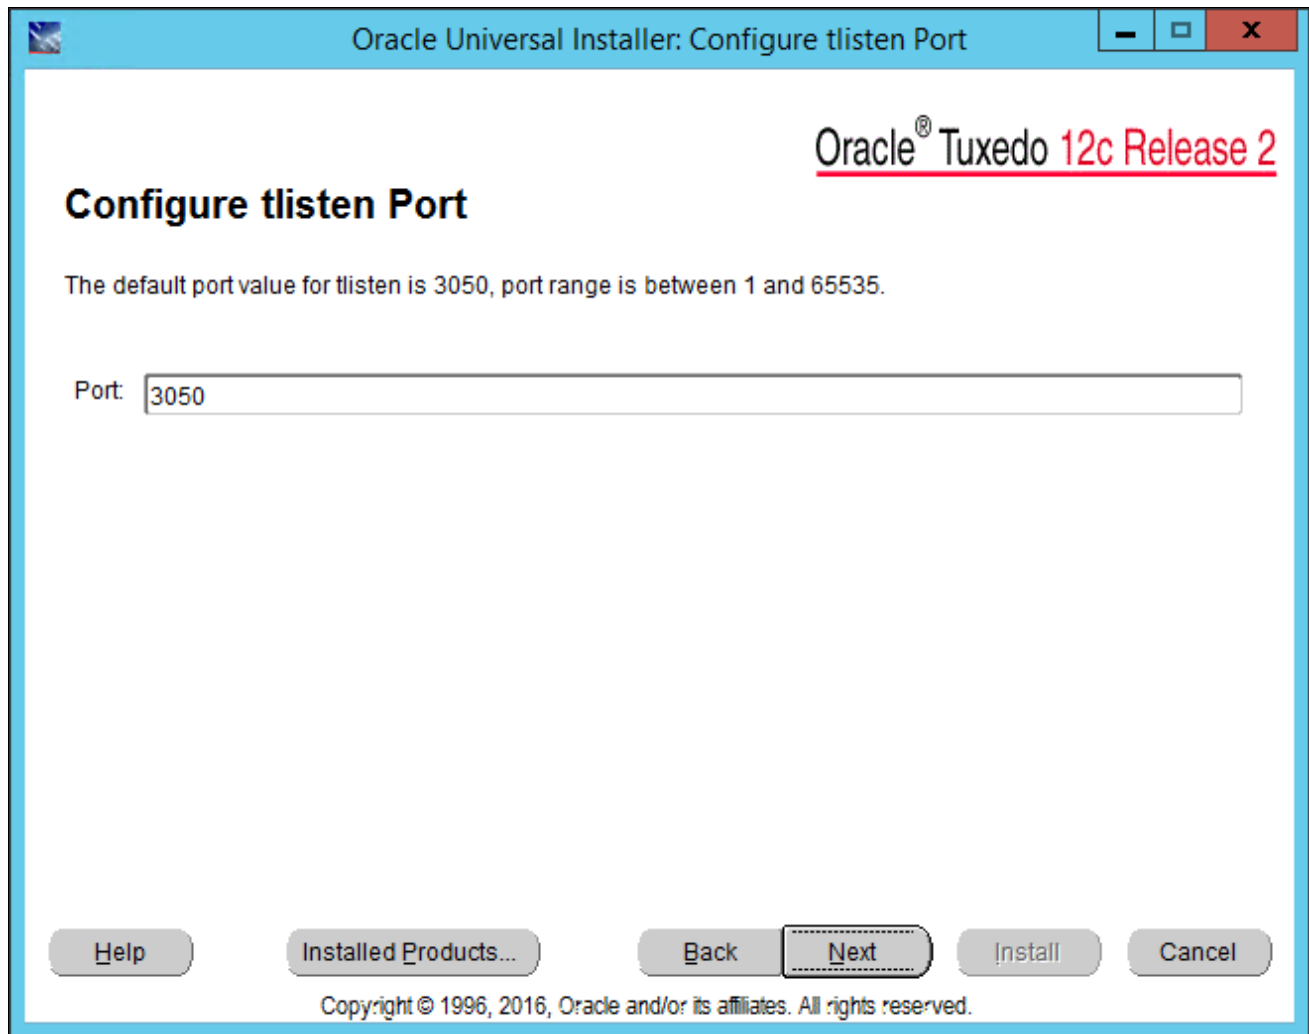 Oracle Universal Installer: Configure tlisten Port
Oracle® Tuxedo 12c Release 2
Configure tlisten Port
The default port value for tlisten is 3050, port range is between 1 and 65535.
Port: 3050
Help Installed Products... Back Next Install Cancel
Copyright © 1996, 2016, Oracle and/or its affiliates. All rights reserved.